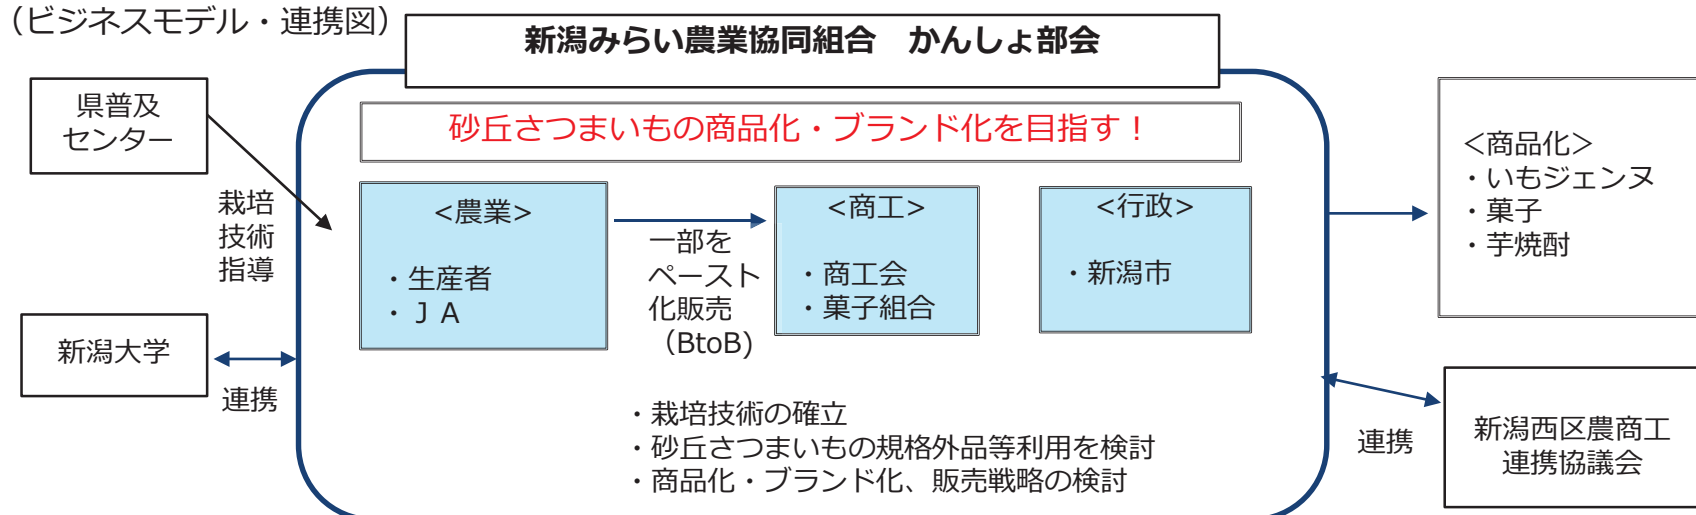 （ビジネスモデル・連携図）
新潟みらい農業協同組合　かんしょ部会
県普及
センター
栽培
技術
指導
新潟大学
連携
砂丘さつまいもの商品化・ブランド化を目指す！
<農業>
・生産者
・ＪＡ
一部を
ペースト
化販売
（BtoB)
<商工>
・商工会
・菓子組合
<行政>
・新潟市
・栽培技術の確立
・砂丘さつまいもの規格外品等利用を検討
・商品化・ブランド化、販売戦略の検討
＜商品化＞
・いもジェンヌ
・菓子
・芋焼酎
連携
新潟西区農商工
連携協議会